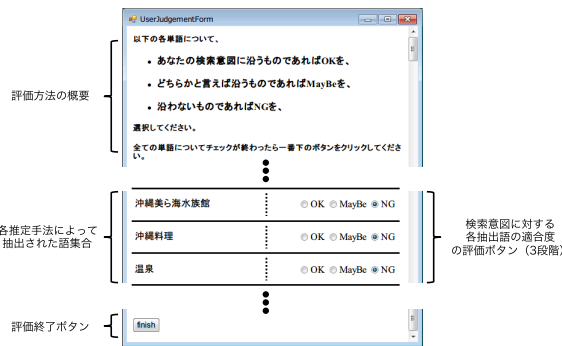 UserJudgementForm
以下の各単語について、
• あなたの検索意図に沿うものであればOKを、
• どちらかと言えば沿うものであればMayBeを、
• 沿わないものであればNGを、
選択してください。
全ての単語についてチェックが終わったら一番下のボタンをクリックしてくださ
い。
評価方法の概要
沖縄美ら海水族館 OK MayBe NG
沖縄料理 OK MayBe NG
温泉 OK MayBe NG
各推定手法によって
抽出された語集合
検索意図に対する
各抽出語の適合度
の評価ボタン（3段階）
評価終了ボタン
finish